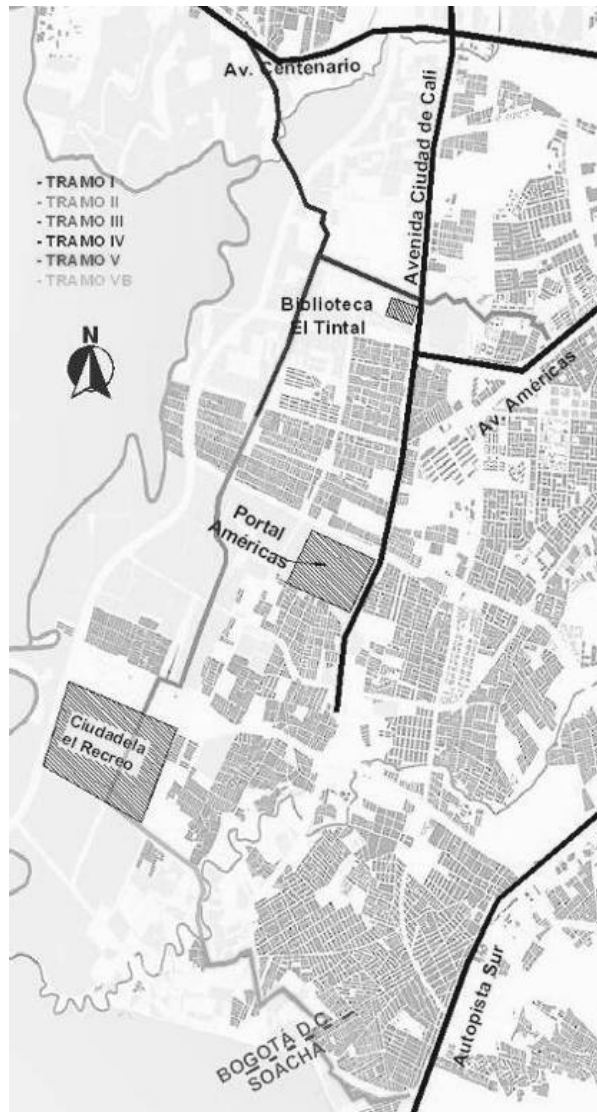 Av. Centenario
Avenida Ciudad de Cali
- TRAMO I
- TRAMO II
- TRAMO III
- TRAMO IV
- TRAMO V
- TRAMO VB
N
Biblioteca
El Tintal
Av. Américas
Portal
Américas
Ciudadela
el Recreo
Autopista Sur
BOGOTÁ D.C.
SOACHA